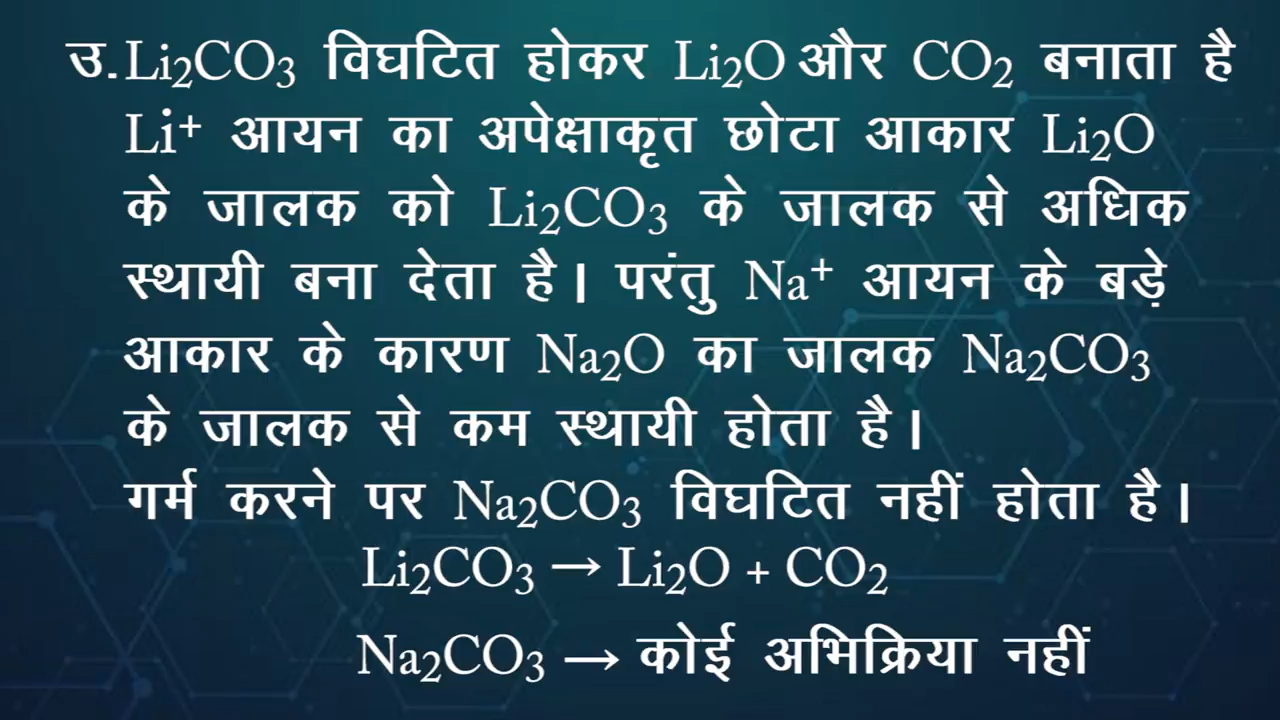 उ. Li₂CO₃ विघटित होकर Li₂O और CO₂ बनाता है
Li⁺ आयन का अपेक्षाकृत छोटा आकार Li₂O
के जालक को Li₂CO₃ के जालक से अधिक
स्थायी बना देता है। परंतु Na⁺ आयन के बड़े
आकार के कारण Na₂O का जालक Na₂CO₃
के जालक से कम स्थायी होता है।
गर्म करने पर Na₂CO₃ विघटित नहीं होता है।
Li₂CO₃ → Li₂O + CO₂
Na₂CO₃ → कोई अभिक्रिया नहीं